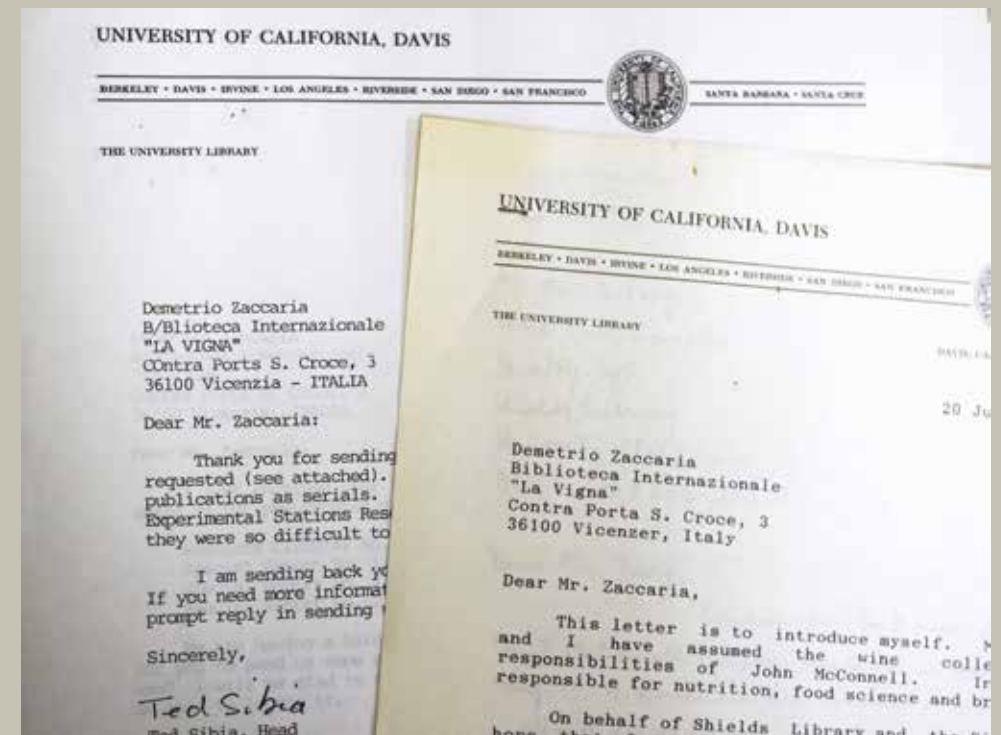 UNIVERSITY OF CALIFORNIA, DAVIS
BERKELEY • DAVIS • IRVINE • LOS ANGELES • RIVERSIDE • SAN DIEGO • SAN FRANCISCO
SANTA BARBARA • SANTA CRUZ
THE UNIVERSITY LIBRARY
Demetrio Zaccaria
B/Blioteca Internazionale
"LA VIGNA"
COntra Ports S. Croce, 3
36100 Vicenzia - ITALIA
Dear Mr. Zaccaria:
Thank you for sending
requested (see attached).
publications as serials.
Experimental Stations Res
they were so difficult to
I am sending back yo
If you need more informat
prompt reply in sending
Sincerely,
Ted Sibia
Ted Sibia, Head
UNIVERSITY OF CALIFORNIA, DAVIS
BERKELEY • DAVIS • IRVINE • LOS ANGELES • RIVERSIDE • SAN DIEGO • SAN FRANCISCO
THE UNIVERSITY LIBRARY
20 Ju
Demetrio Zaccaria
Biblioteca Internazionale
"La Vigna"
Contra Porta S. Croce, 3
36100 Vicenzer, Italy
Dear Mr. Zaccaria,
This letter is to introduce myself.
and I have assumed the wine colle
responsibilities of John McConnell. Ir
responsible for nutrition, food science and br
On behalf of Shields Library and the